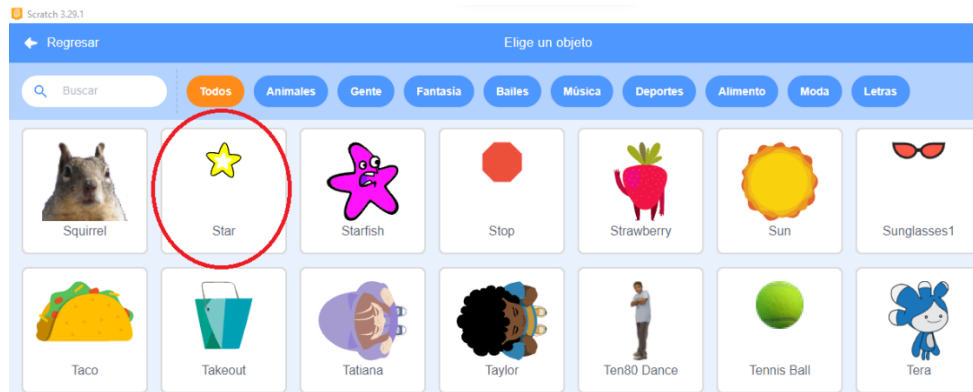 Scratch 3.29.1
Regresar
Elige un objeto
Buscar
Todos
Animales
Gente
Fantasía
Bailes
Música
Deportes
Alimento
Moda
Letras
Squirrel
Star
Starfish
Stop
Strawberry
Sun
Sunglasses1
Taco
Takeout
Tatiana
Taylor
Ten80 Dance
Tennis Ball
Tera